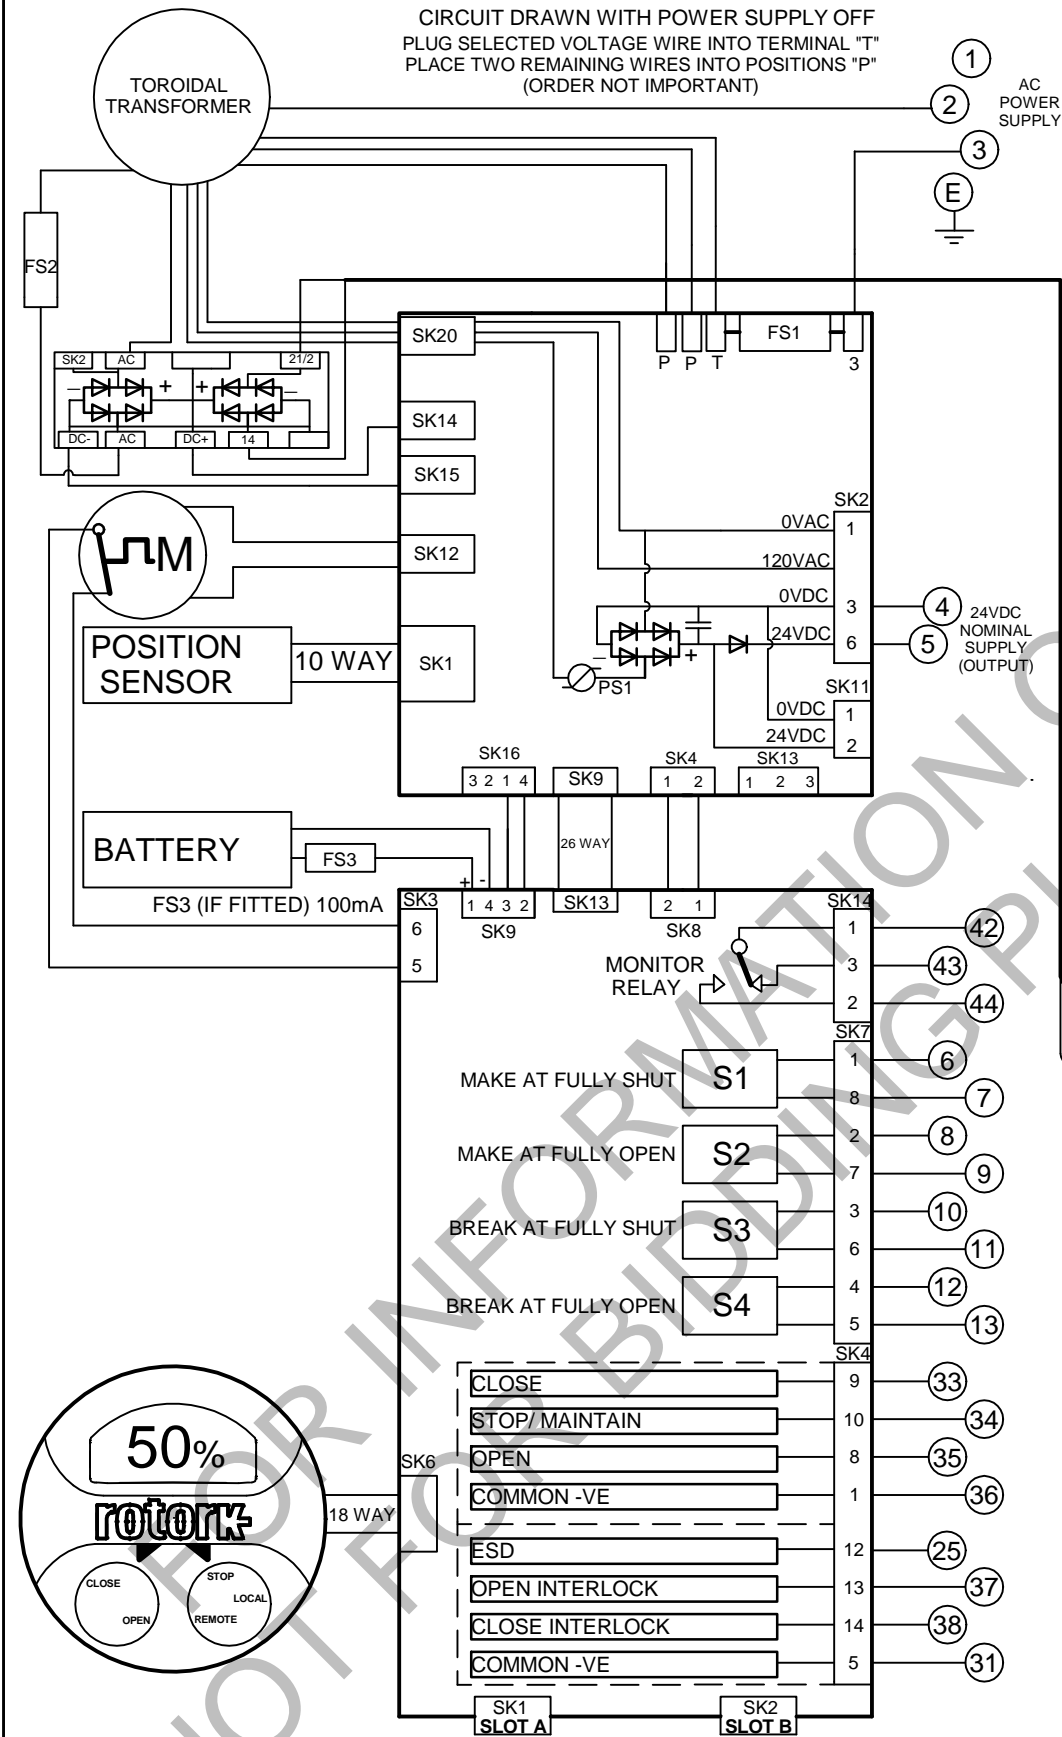 CIRCUIT DRAWN WITH POWER SUPPLY OFF
PLUG SELECTED VOLTAGE WIRE INTO TERMINAL "T"
PLACE TWO REMAINING WIRES INTO POSITIONS "P"
(ORDER NOT IMPORTANT)
TOROIDAL
TRANSFORMER
1
2
AC
POWER
SUPPLY
3
E
FS2
SK20
P P T
FS1
3
SK2 AC 21/2
− + + −
DC- AC DC+ 14
SK14
SK15
SK12
M
POSITION
SENSOR
10 WAY
SK1
SK2
0VAC 1
120VAC
0VDC 3
24VDC 6
4
5
24VDC
NOMINAL
SUPPLY
(OUTPUT)
− +
PS1
SK11
0VDC 1
24VDC 2
SK16
3 2 1 4
SK9
SK4
1 2
SK13
1 2 3
BATTERY
FS3
26 WAY
FS3 (IF FITTED) 100mA
SK3
6
5
+ -
1 4 3 2
SK9
SK13
2 1
SK8
SK14
MONITOR
RELAY
1 42
3 43
2 44
SK7
MAKE AT FULLY SHUT S1
1 6
8 7
MAKE AT FULLY OPEN S2
2 8
7 9
BREAK AT FULLY SHUT S3
3 10
6 11
BREAK AT FULLY OPEN S4
4 12
5 13
SK4
CLOSE 9 33
STOP/ MAINTAIN 10 34
OPEN 8 35
COMMON -VE 1 36
ESD 12 25
OPEN INTERLOCK 13 37
CLOSE INTERLOCK 14 38
COMMON -VE 5 31
50%
rotork
CLOSE
OPEN
STOP
LOCAL
REMOTE
18 WAY
SK6
SK1
SLOT A
SK2
SLOT B
FOR INFORMATION
NOT FOR BIDDING